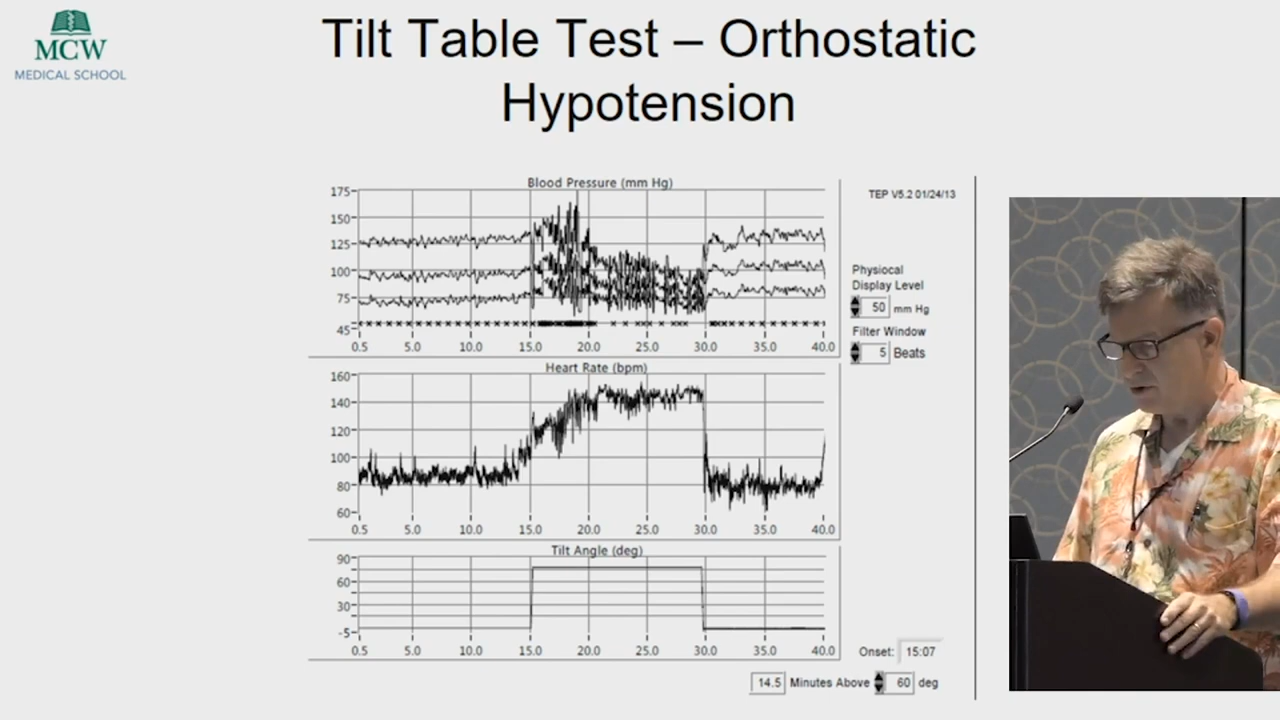 MCW
MEDICAL SCHOOL
Tilt Table Test – Orthostatic
Hypotension
Blood Pressure (mm Hg)
175
150
125
100
75
45
0.5 5.0 10.0 15.0 20.0 25.0 30.0 35.0 40.0
Heart Rate (bpm)
160
140
120
100
80
60
0.5 5.0 10.0 15.0 20.0 25.0 30.0 35.0 40.0
Tilt Angle (deg)
90
60
30
-5
0.5 5.0 10.0 15.0 20.0 25.0 30.0 35.0 40.0
TEP V5.2 01/24/13
Physiocal
Display Level
50 mm Hg
Filter Window
5 Beats
Onset: 15:07
14.5 Minutes Above 60 deg